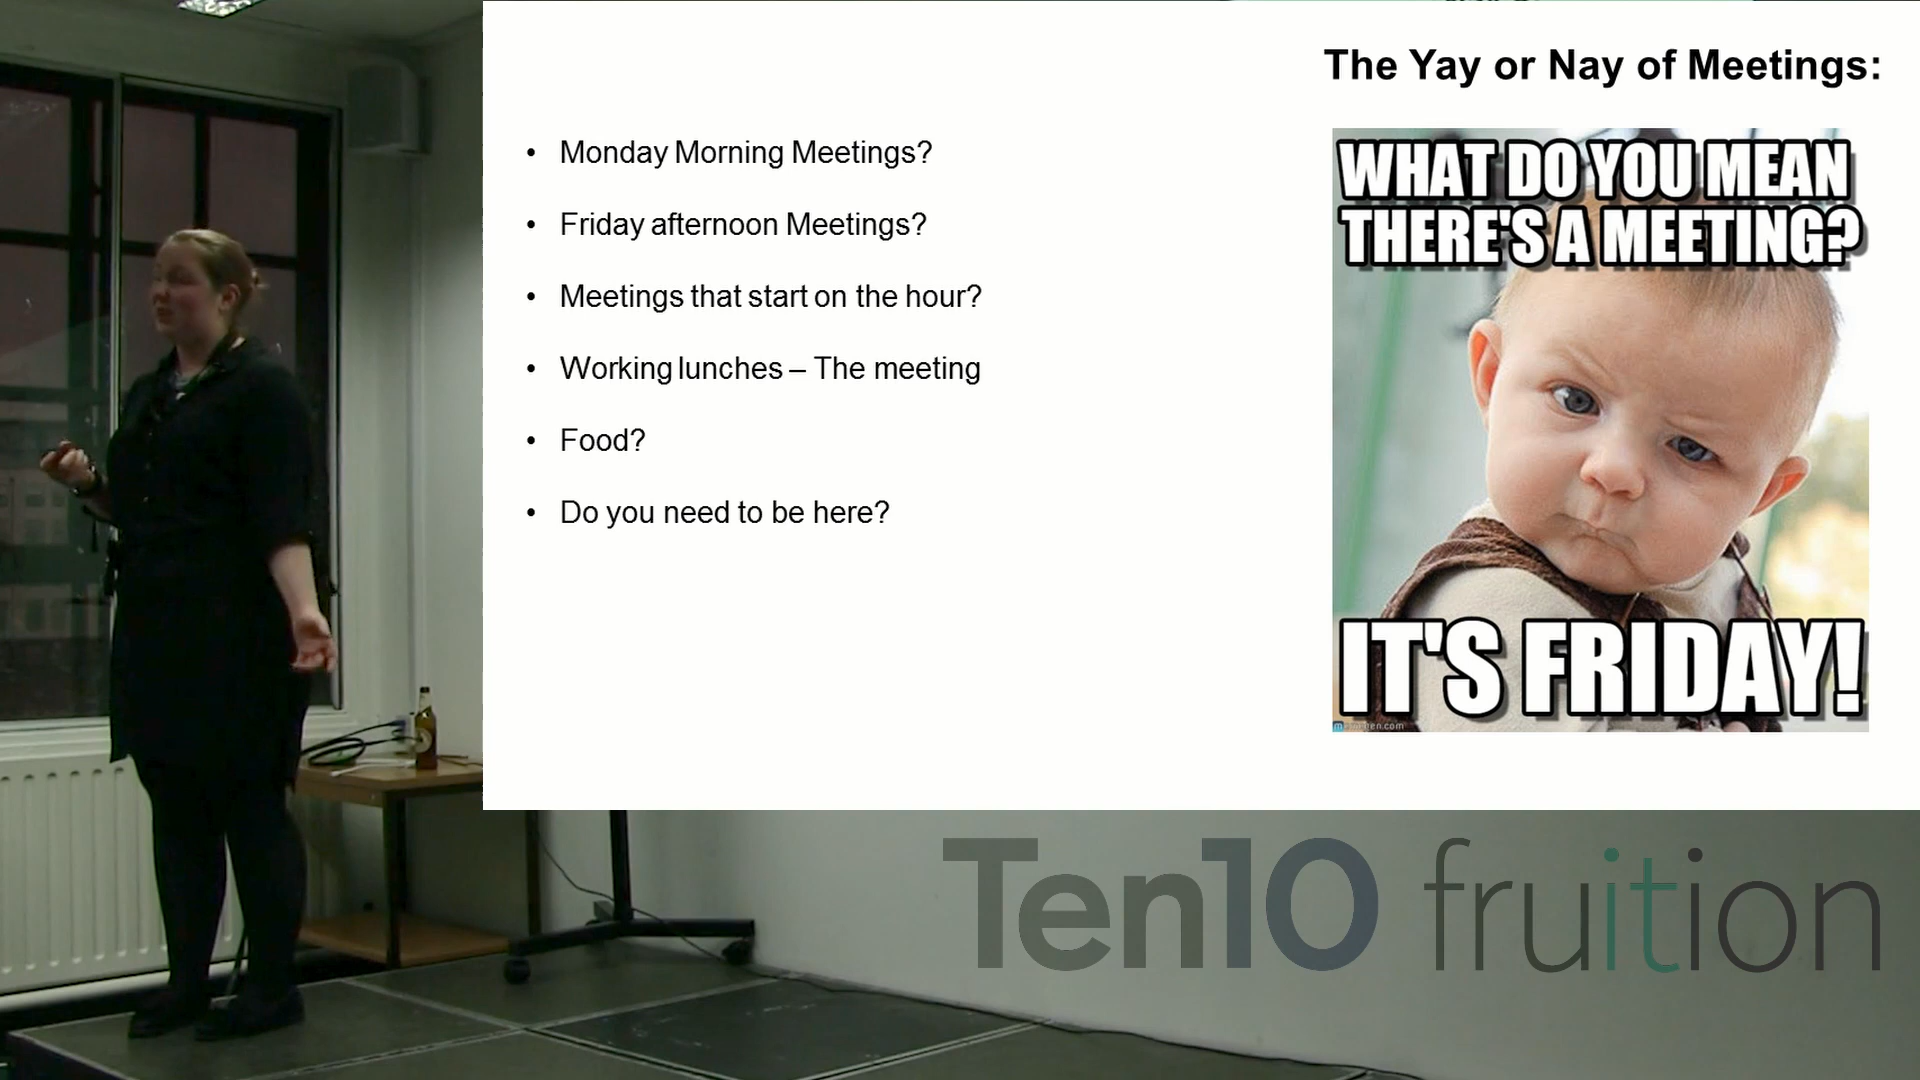 The Yay or Nay of Meetings:
• Monday Morning Meetings?
• Friday afternoon Meetings?
• Meetings that start on the hour?
• Working lunches – The meeting
• Food?
• Do you need to be here?
WHAT DO YOU MEAN
THERE'S A MEETING?
IT'S FRIDAY!
Ten10 fruition